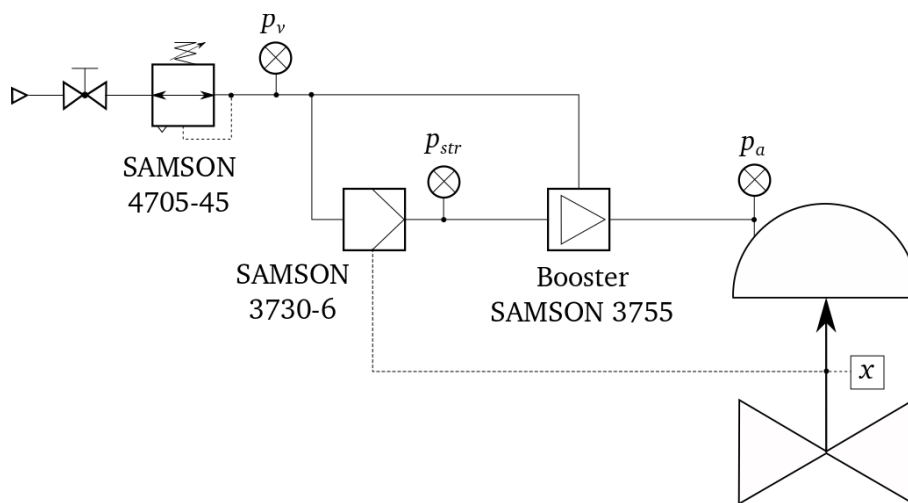 p_v
SAMSON
4705-45
p_str
p_a
SAMSON
3730-6
Booster
SAMSON 3755
x